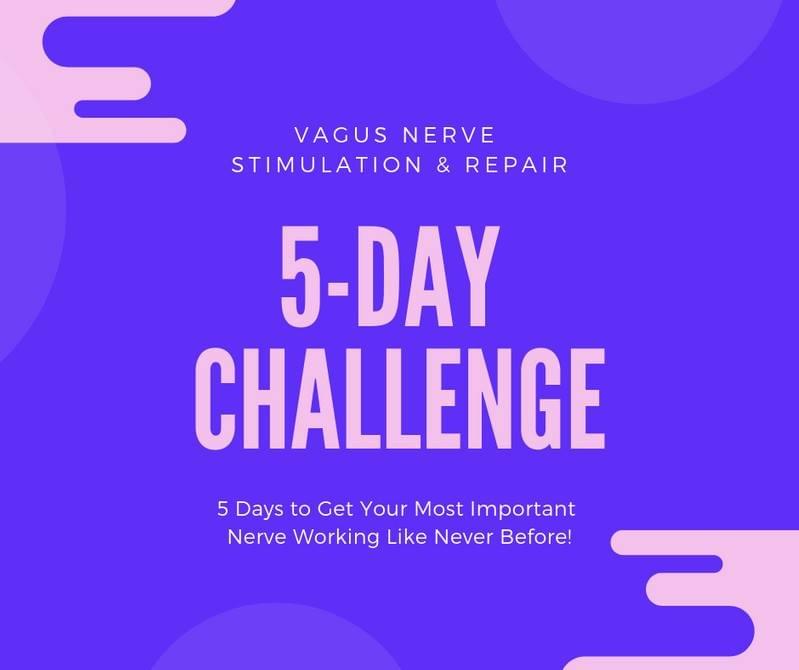 VAGUS NERVE
STIMULATION & REPAIR
5-DAY
CHALLENGE
5 Days to Get Your Most Important
Nerve Working Like Never Before!